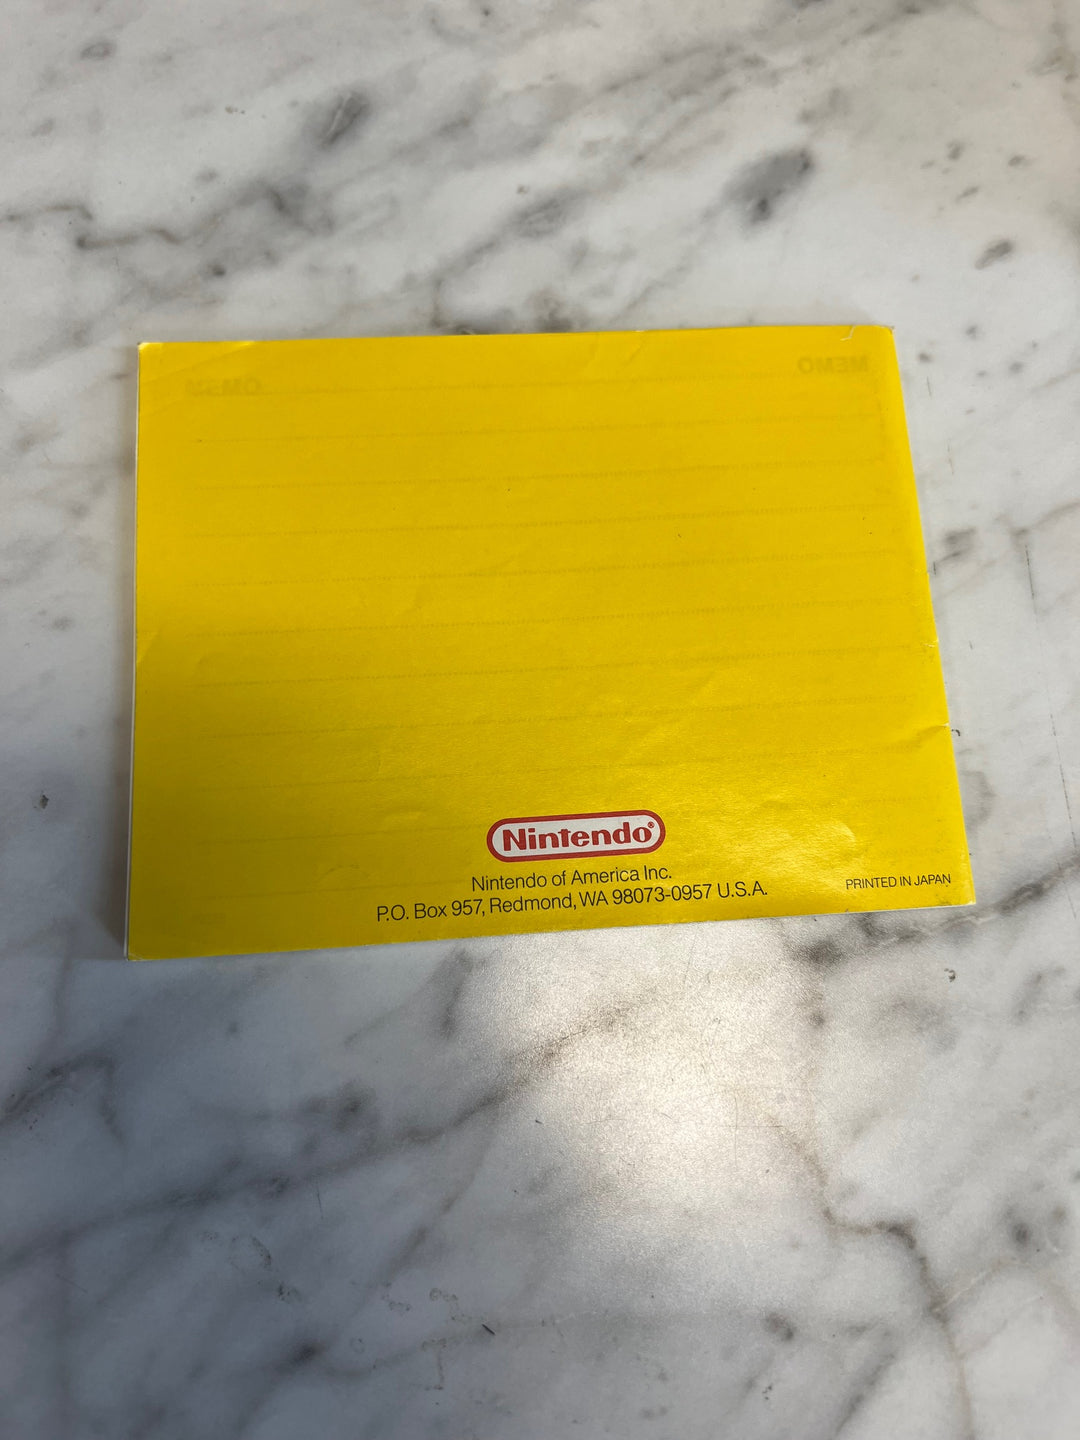 MEMO MEMO
Nintendo®
Nintendo of America Inc.
P.O. Box 957, Redmond, WA 98073-0957 U.S.A.
PRINTED IN JAPAN